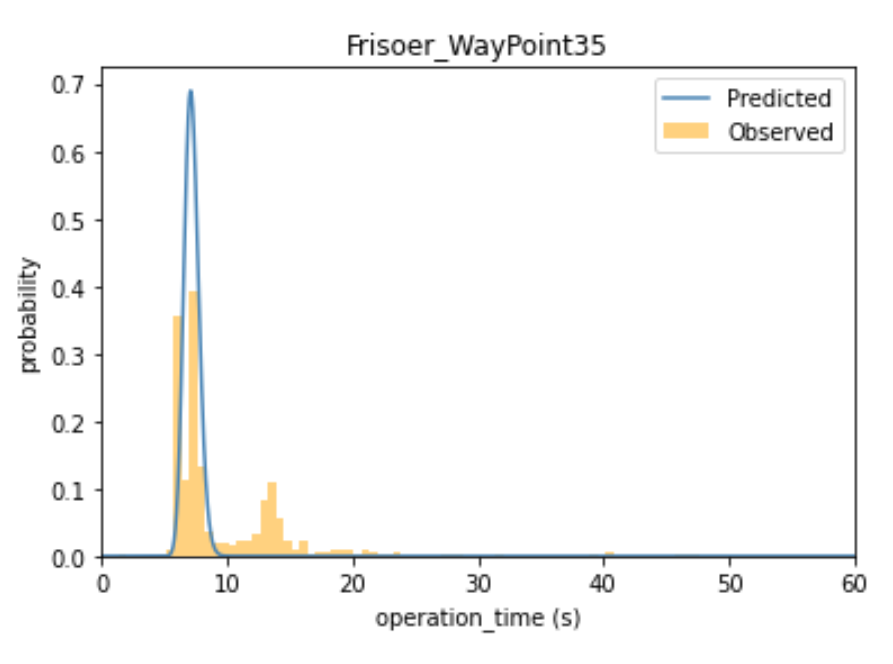 Frisoer_WayPoint35
Predicted
Observed
0.7
0.6
0.5
0.4
0.3
0.2
0.1
0.0
probability
0 10 20 30 40 50 60
operation_time (s)